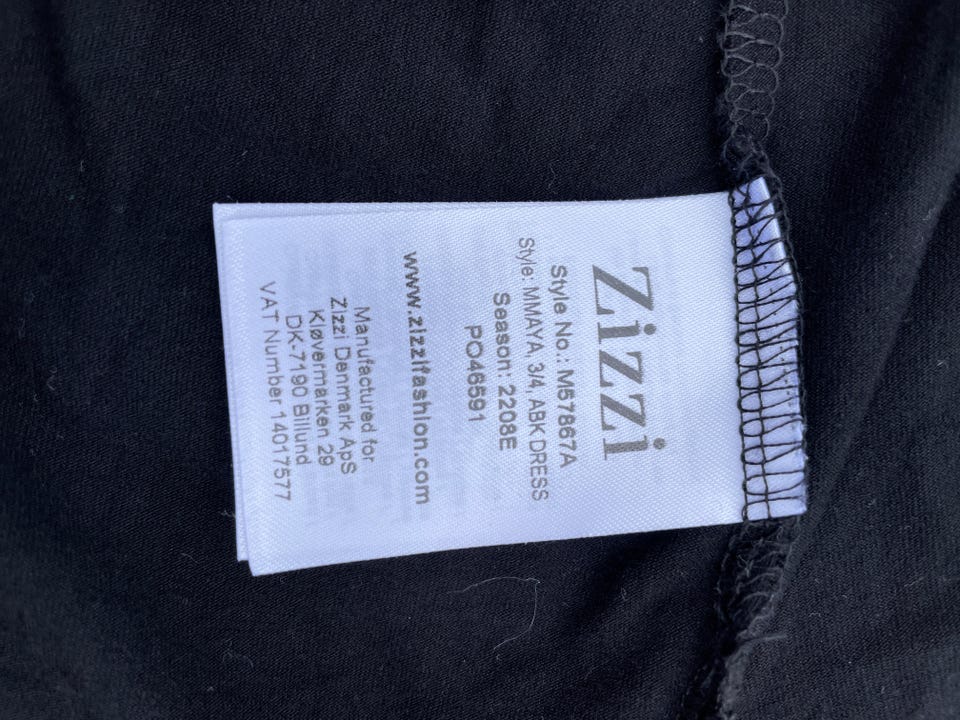 Zizzi
Style No.: M57867A
Style: MMAYA, 3/4, ABK DRESS
Season: 2208E
PO46591
www.zizzifashion.com
Manufactured for
Zizzi Denmark ApS
Kløvermarken 29
DK-7190 Billund
VAT Number 14017577